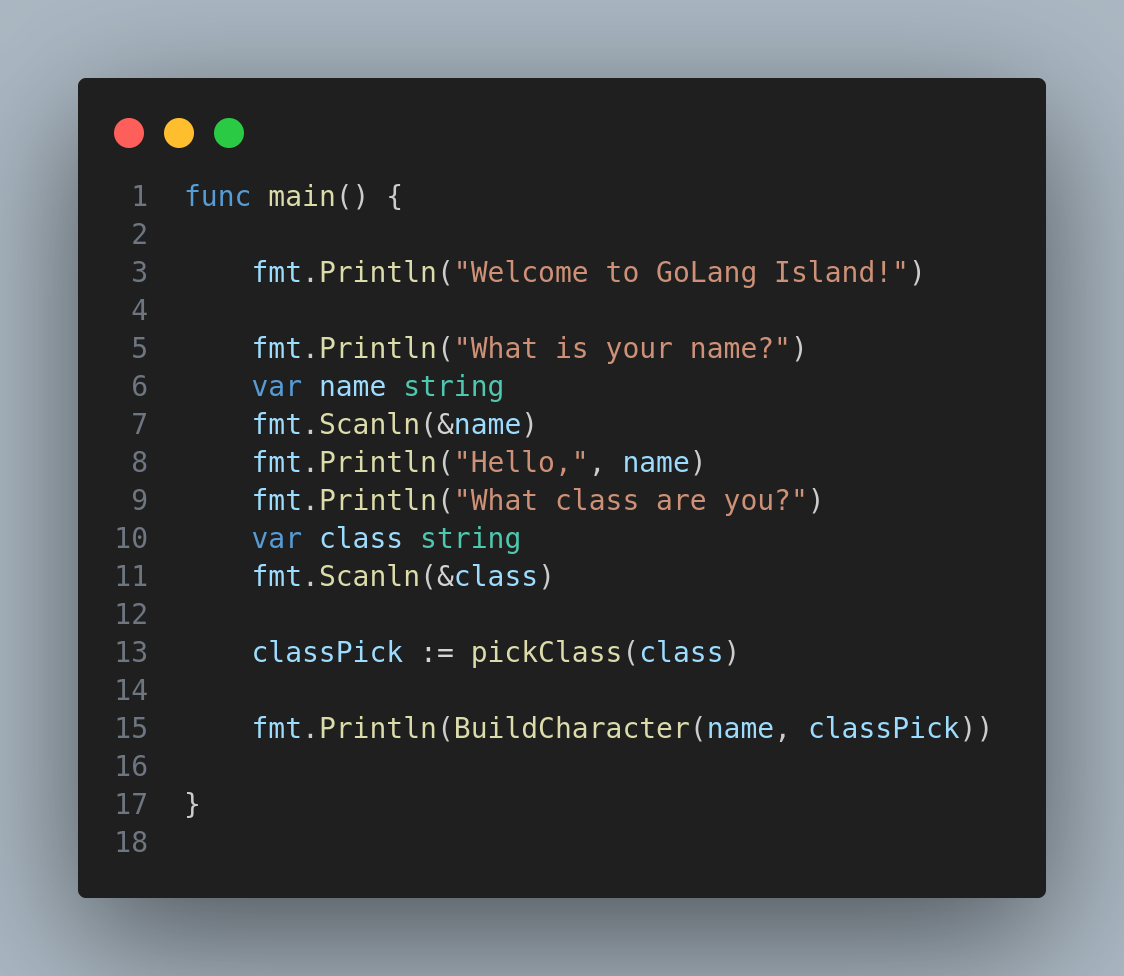 1 func main() {
2
3     fmt.Println("Welcome to GoLang Island!")
4
5     fmt.Println("What is your name?")
6     var name string
7     fmt.Scanln(&name)
8     fmt.Println("Hello,", name)
9     fmt.Println("What class are you?")
10     var class string
11     fmt.Scanln(&class)
12
13     classPick := pickClass(class)
14
15     fmt.Println(BuildCharacter(name, classPick))
16
17 }
18